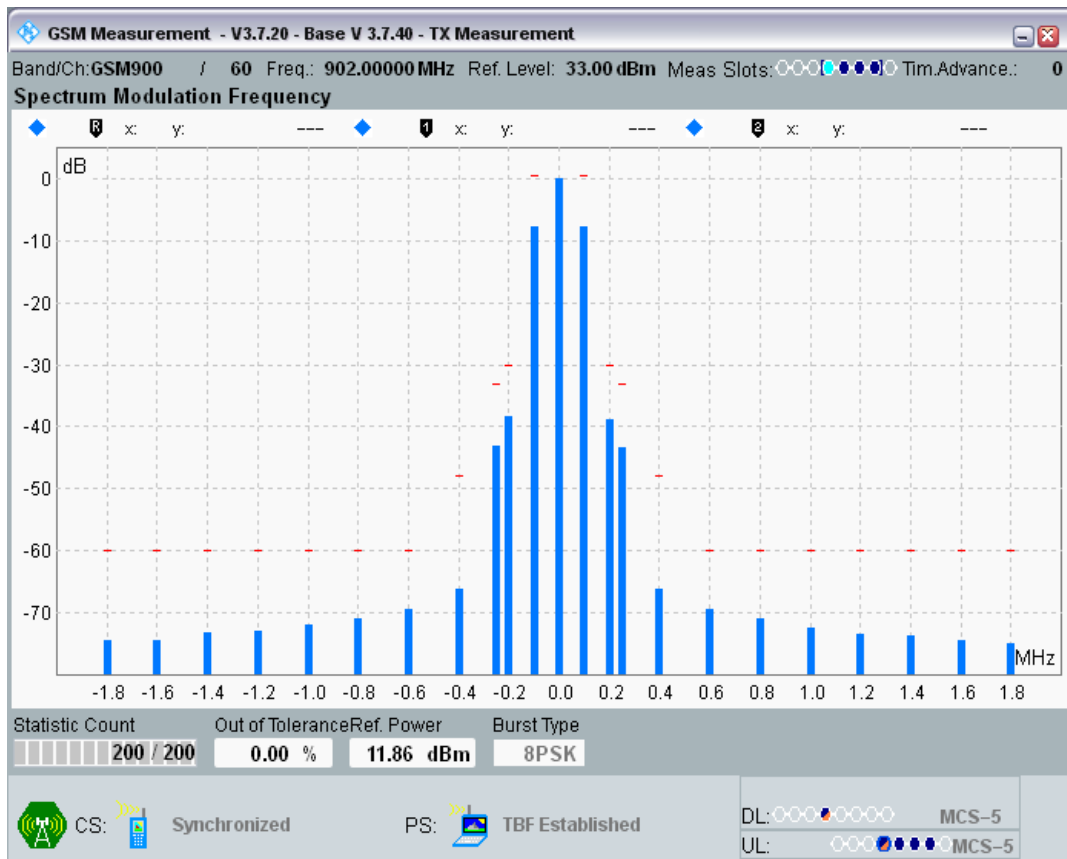 GSM Measurement - V3.7.20 - Base V 3.7.40 - TX Measurement
Band/Ch:GSM900 / 60 Freq.: 902.00000 MHz Ref. Level: 33.00 dBm Meas Slots: Tim.Advance.: 0
Spectrum Modulation Frequency
R x: y: --- 1 x: y: --- 2 x: y: ---
dB
0
-10
-20
-30
-40
-50
-60
-70
MHz
-1.8 -1.6 -1.4 -1.2 -1.0 -0.8 -0.6 -0.4 -0.2 0.0 0.2 0.4 0.6 0.8 1.0 1.2 1.4 1.6 1.8
Statistic Count Out of Tolerance Ref. Power Burst Type
200 / 200 0.00 % 11.86 dBm 8PSK
CS: Synchronized PS: TBF Established
DL: MCS-5
UL: MCS-5